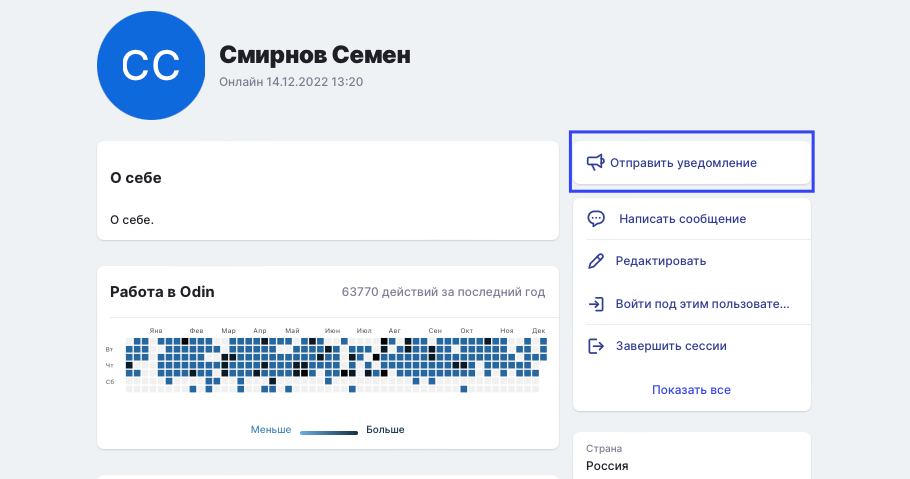 СС
Смирнов Семен
Онлайн 14.12.2022 13:20
О себе
О себе.
Отправить уведомление
Написать сообщение
Редактировать
Войти под этим пользовате...
Завершить сессии
Показать все
Работа в Odin
63770 действий за последний год
Янв Фев Мар Апр Май Июн Июл Авг Сен Окт Ноя Дек
Вт
Чт
Сб
Меньше Больше
Страна
Россия